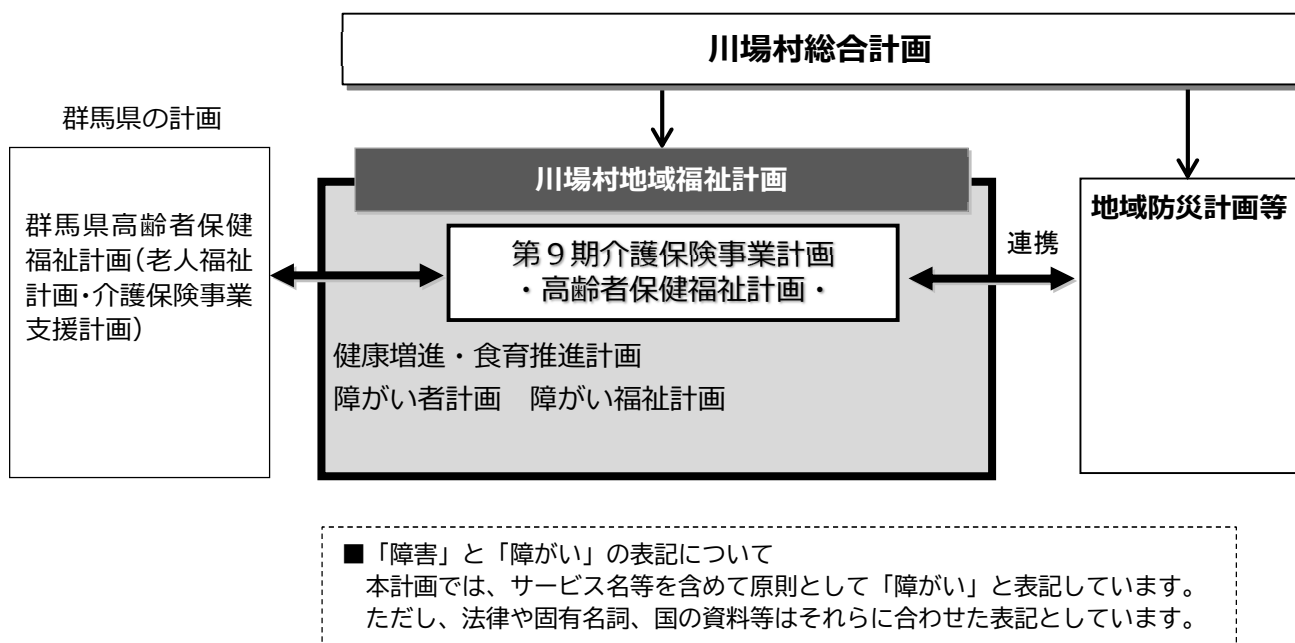 川場村総合計画
群馬県の計画
群馬県高齢者保健
福祉計画（老人福祉
計画・介護保険事業
支援計画）
川場村地域福祉計画
第９期介護保険事業計画
・高齢者保健福祉計画・
健康増進・食育推進計画
障がい者計画　障がい福祉計画
連携
地域防災計画等
■「障害」と「障がい」の表記について
本計画では、サービス名等を含めて原則として「障がい」と表記しています。
ただし、法律や固有名詞、国の資料等はそれらに合わせた表記としています。